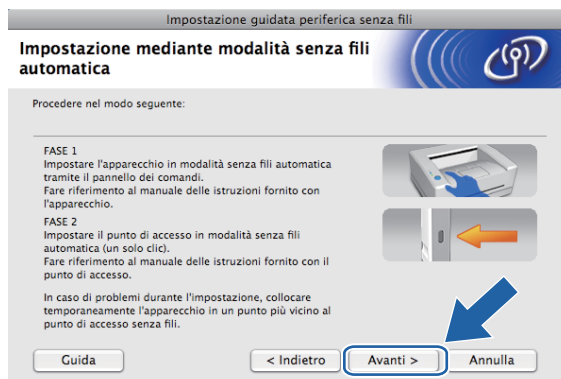 Impostazione guidata periferica senza fili
Impostazione mediante modalità senza fili
automatica
Procedere nel modo seguente:
FASE 1
Impostare l'apparecchio in modalità senza fili automatica
tramite il pannello dei comandi.
Fare riferimento al manuale delle istruzioni fornito con
l'apparecchio.
FASE 2
Impostare il punto di accesso in modalità senza fili
automatica (un solo clic).
Fare riferimento al manuale delle istruzioni fornito con il
punto di accesso.
In caso di problemi durante l'impostazione, collocare
temporaneamente l'apparecchio in un punto più vicino al
punto di accesso senza fili.
Guida
< Indietro
Avanti >
Annulla